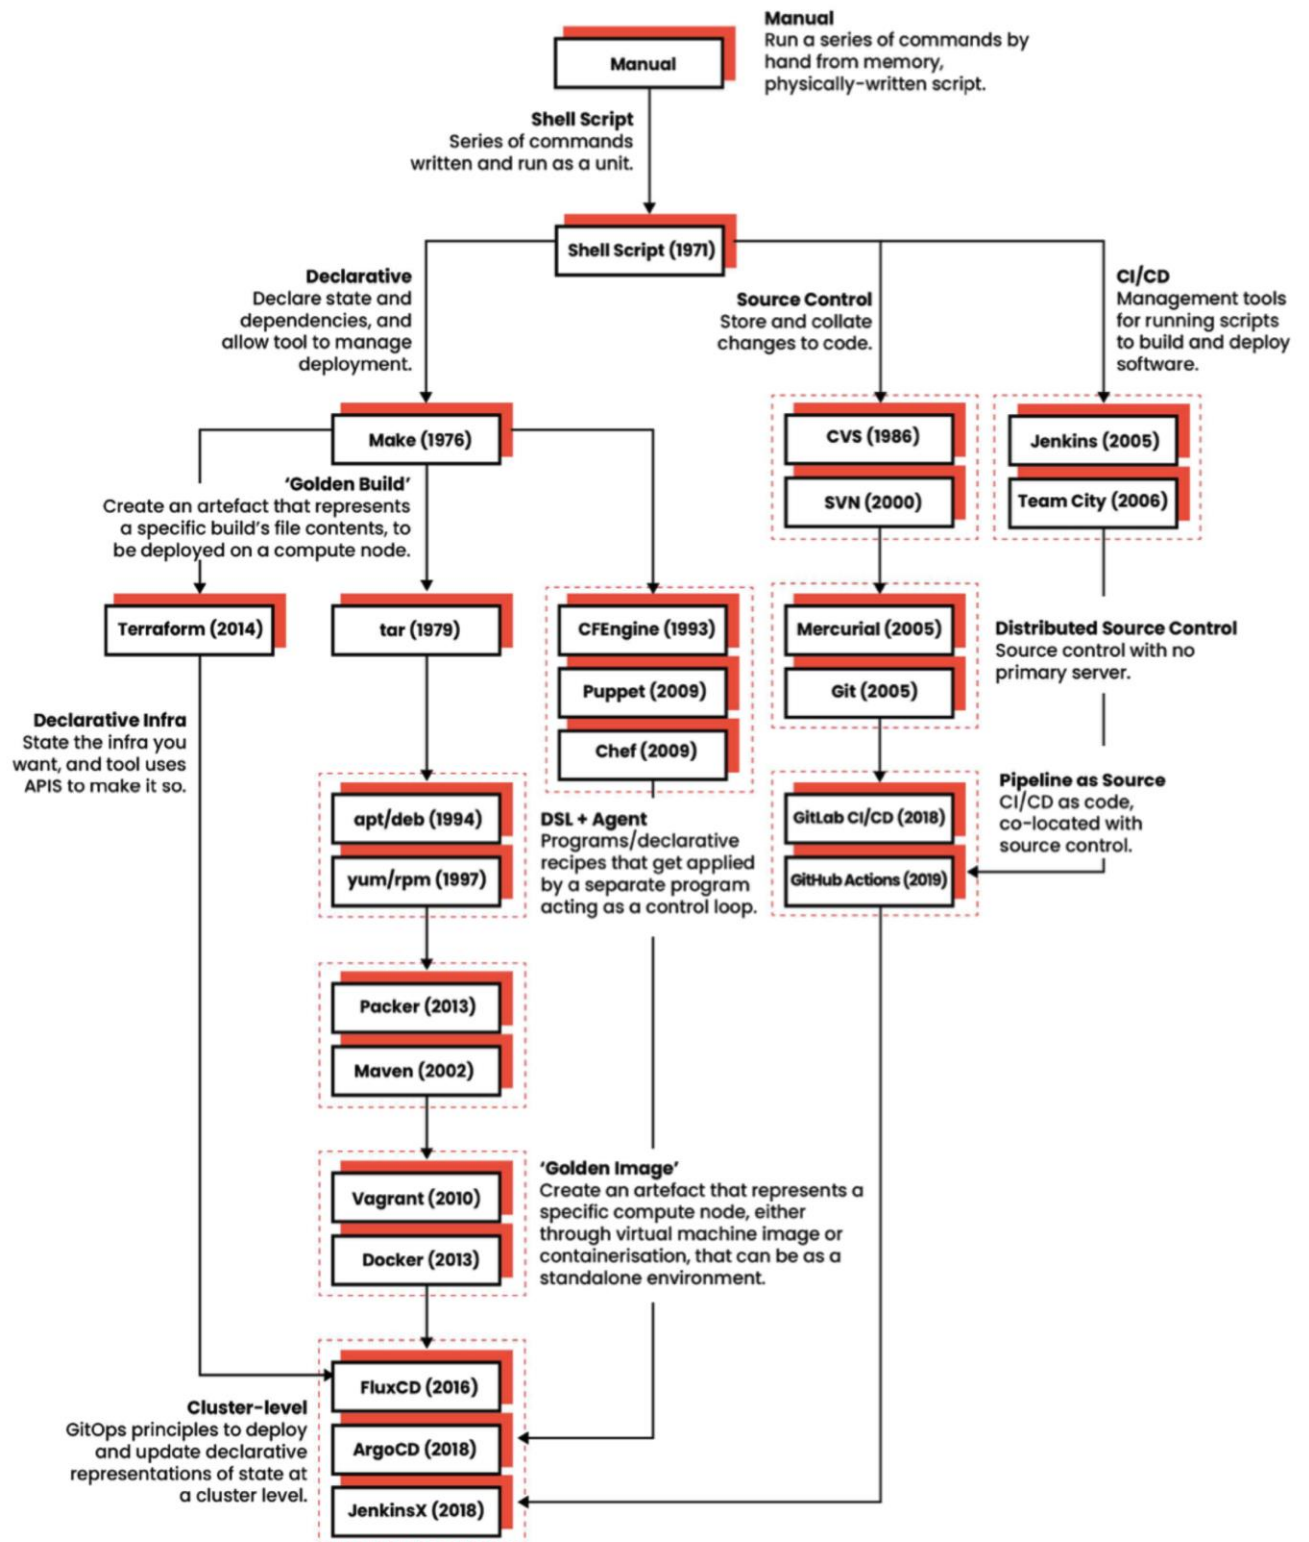 Manual
Manual
Run a series of commands by
hand from memory,
physically-written script.
Shell Script
Series of commands
written and run as a unit.
Shell Script (1971)
Declarative
Declare state and
dependencies, and
allow tool to manage
deployment.
Source Control
Store and collate
changes to code.
CI/CD
Management tools
for running scripts
to build and deploy
software.
Make (1976)
CVS (1986)
SVN (2000)
Jenkins (2005)
Team City (2006)
‘Golden Build’
Create an artefact that represents
a specific build’s file contents, to
be deployed on a compute node.
Terraform (2014)
tar (1979)
CFEngine (1993)
Puppet (2009)
Chef (2009)
Mercurial (2005)
Git (2005)
Distributed Source Control
Source control with no
primary server.
Declarative Infra
State the infra you
want, and tool uses
APIS to make it so.
apt/deb (1994)
yum/rpm (1997)
DSL + Agent
Programs/declarative
recipes that get applied
by a separate program
acting as a control loop.
GitLab CI/CD (2018)
GitHub Actions (2019)
Pipeline as Source
CI/CD as code,
co-located with
source control.
Packer (2013)
Maven (2002)
Vagrant (2010)
Docker (2013)
‘Golden Image’
Create an artefact that represents a
specific compute node, either
through virtual machine image or
containerisation, that can be as a
standalone environment.
FluxCD (2016)
ArgoCD (2018)
JenkinsX (2018)
Cluster-level
GitOps principles to deploy
and update declarative
representations of state at
a cluster level.